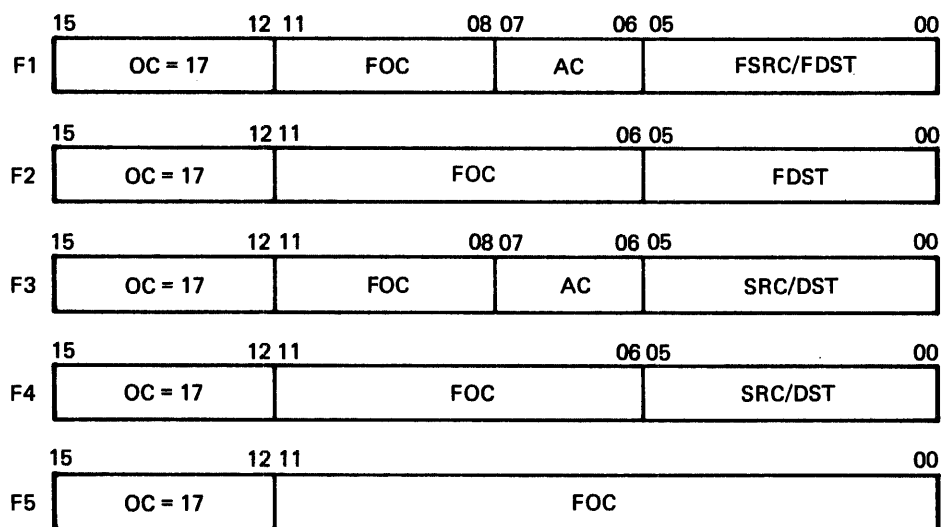 15 12 11 08 07 06 05 00
F1 OC = 17 FOC AC FSRC/FDST
15 12 11 06 05 00
F2 OC = 17 FOC FDST
15 12 11 08 07 06 05 00
F3 OC = 17 FOC AC SRC/DST
15 12 11 06 05 00
F4 OC = 17 FOC SRC/DST
15 12 11 00
F5 OC = 17 FOC